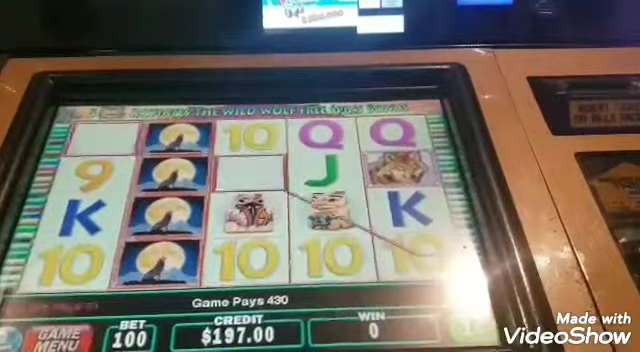 THE WILD WOLF FREE SPINS BONUS
10 Q Q
9 J
K K
10 10 10 10
Game Pays 430
GAME MENU
BET 100
CREDIT $197.00
WIN 0
Made with
VideoShow